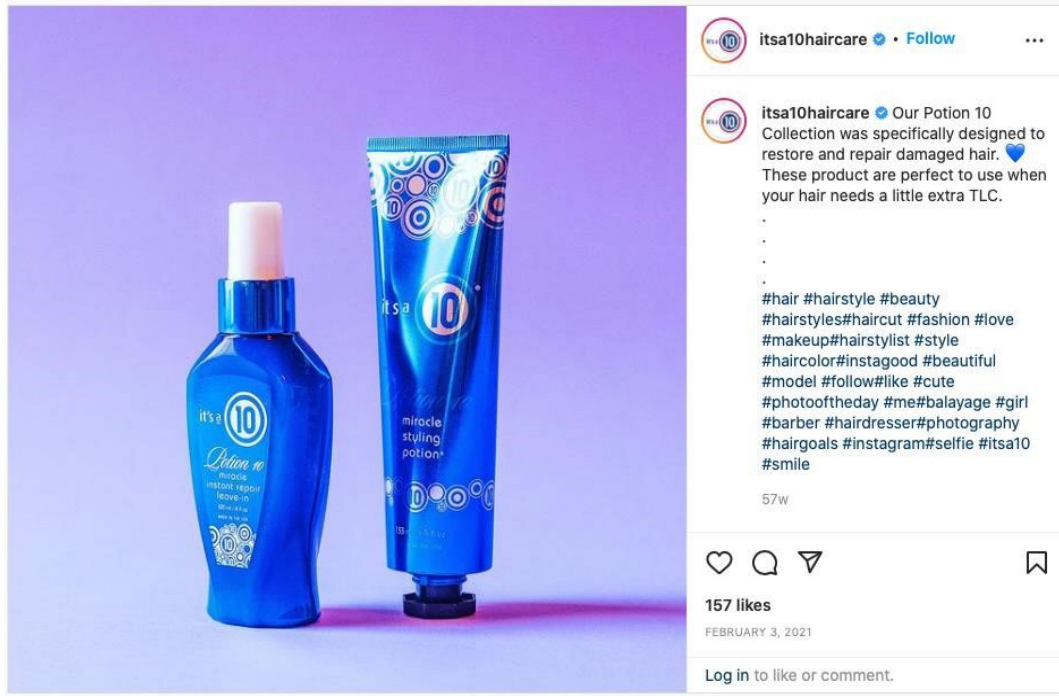 itsa10haircare • Follow
itsa10haircare Our Potion 10
Collection was specifically designed to
restore and repair damaged hair. 💙
These product are perfect to use when
your hair needs a little extra TLC.
.
.
.
.
#hair #hairstyle #beauty
#hairstyles#haircut #fashion #love
#makeup#hairstylist #style
#haircolor#instagood #beautiful
#model #follow#like #cute
#photooftheday #me#balayage #girl
#barber #hairdresser#photography
#hairgoals #instagram#selfie #itsa10
#smile
57w
157 likes
FEBRUARY 3, 2021
Log in to like or comment.
it's a 10
Potion 10
miracle
instant repair
leave-in
it's a 10
Potion 10
miracle
styling
potion
10